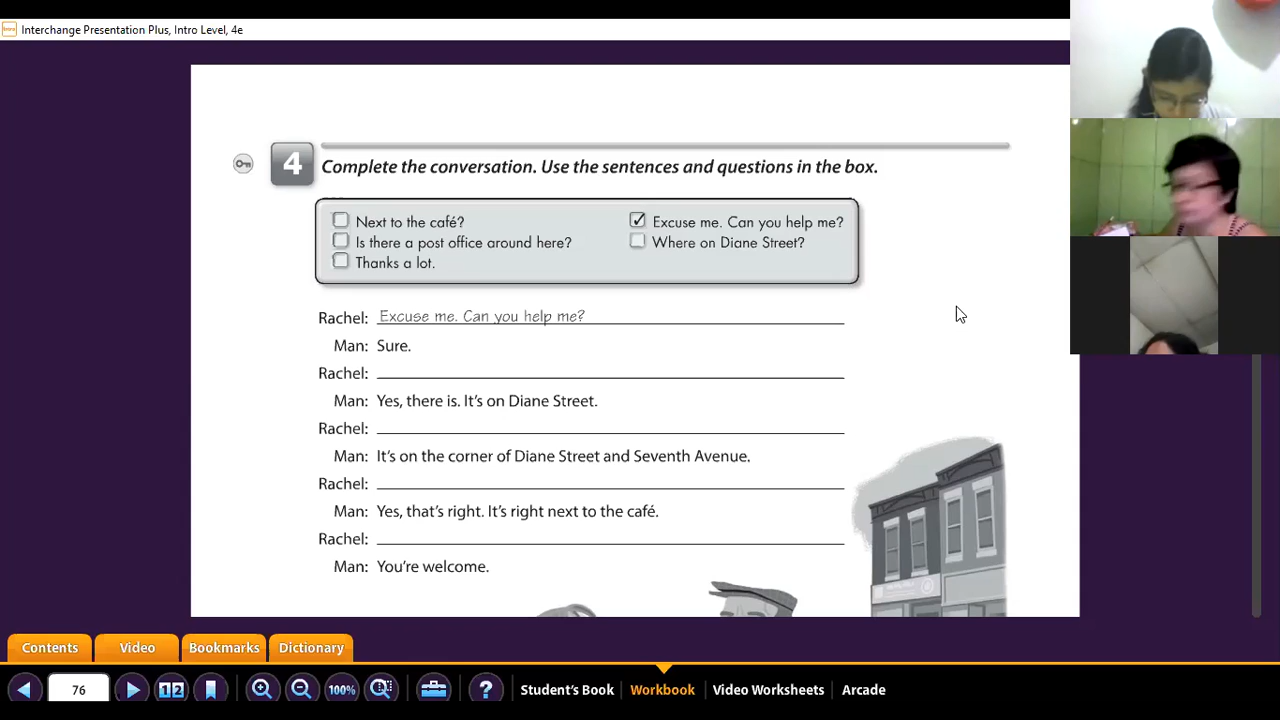 Interchange Presentation Plus, Intro Level, 4e
4 Complete the conversation. Use the sentences and questions in the box.
Next to the café? ✓ Excuse me. Can you help me?
Is there a post office around here? Where on Diane Street?
Thanks a lot.
Rachel: Excuse me. Can you help me?
Man: Sure.
Rachel:
Man: Yes, there is. It's on Diane Street.
Rachel:
Man: It's on the corner of Diane Street and Seventh Avenue.
Rachel:
Man: Yes, that's right. It's right next to the café.
Rachel:
Man: You're welcome.
Contents Video Bookmarks Dictionary
76 1 2 100% ? Student's Book Workbook Video Worksheets Arcade